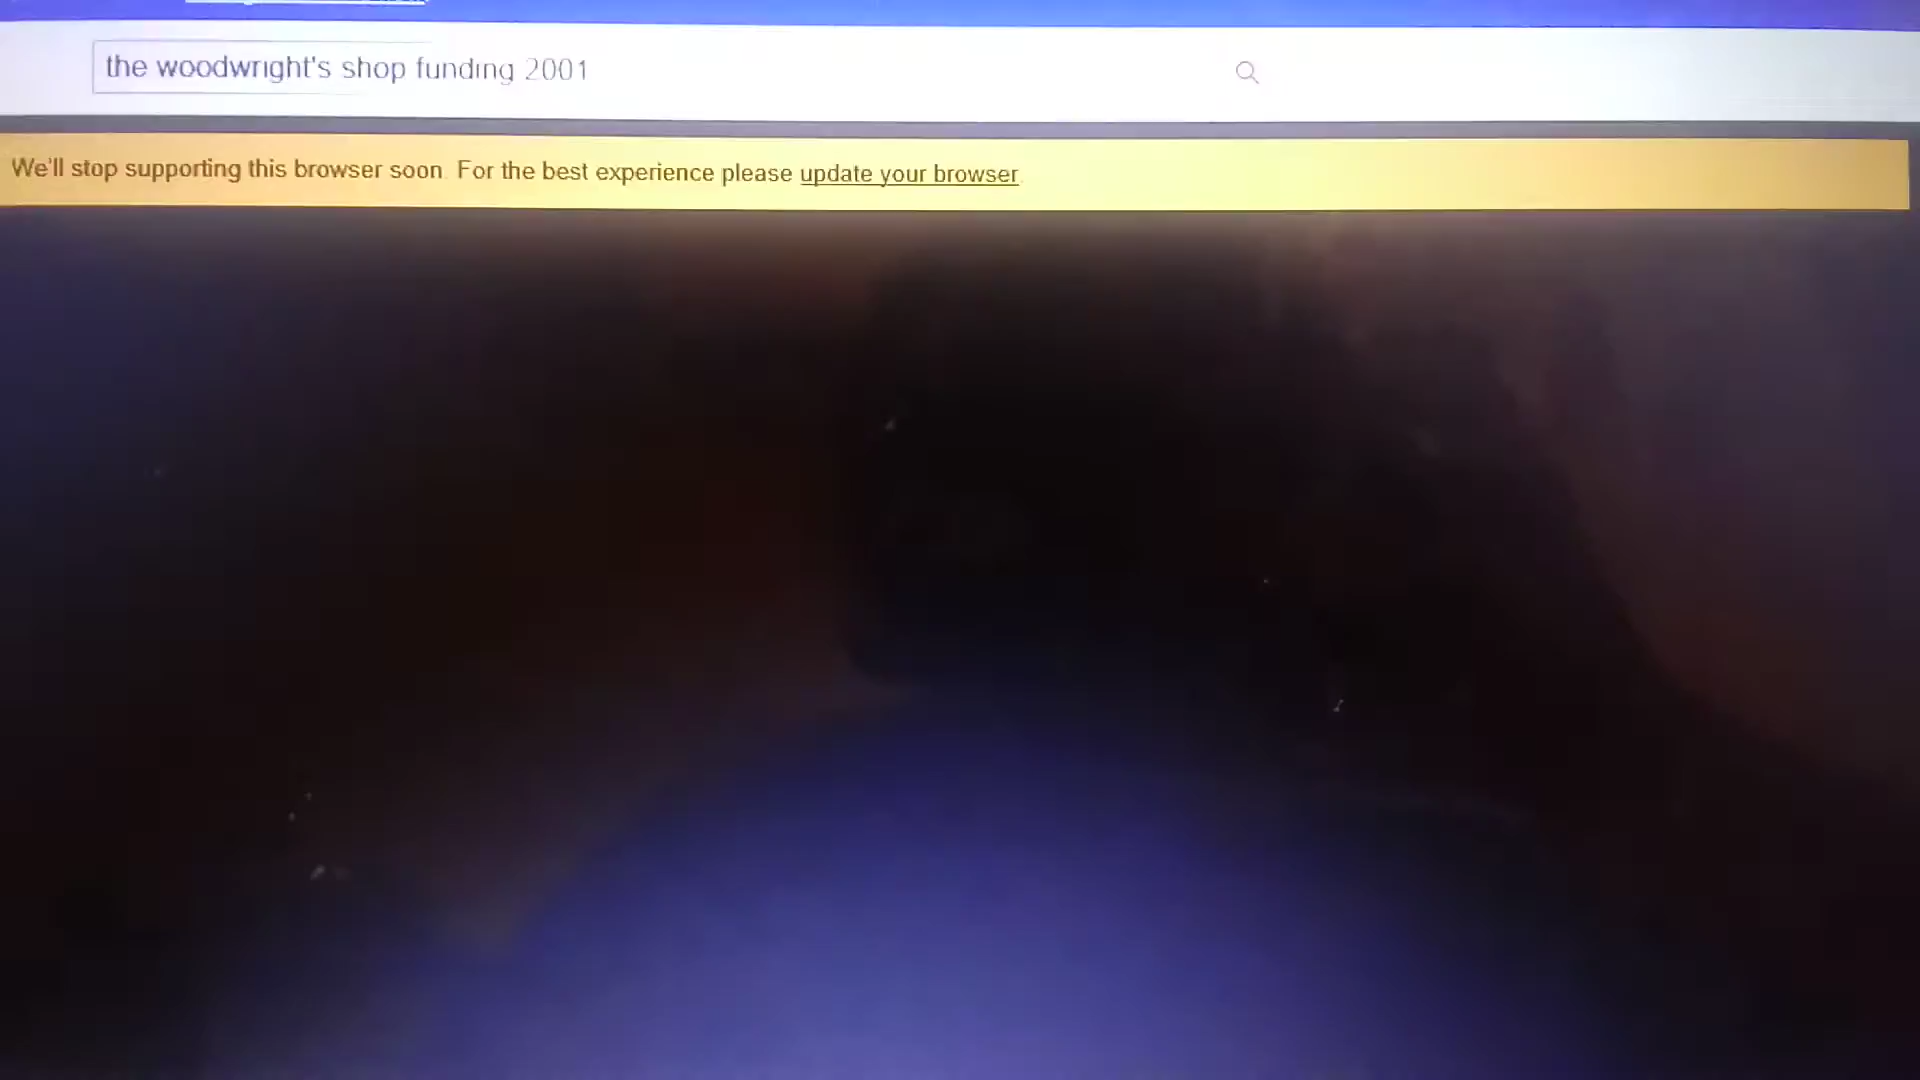 the woodwright's shop funding 2001
We'll stop supporting this browser soon. For the best experience please update your browser.